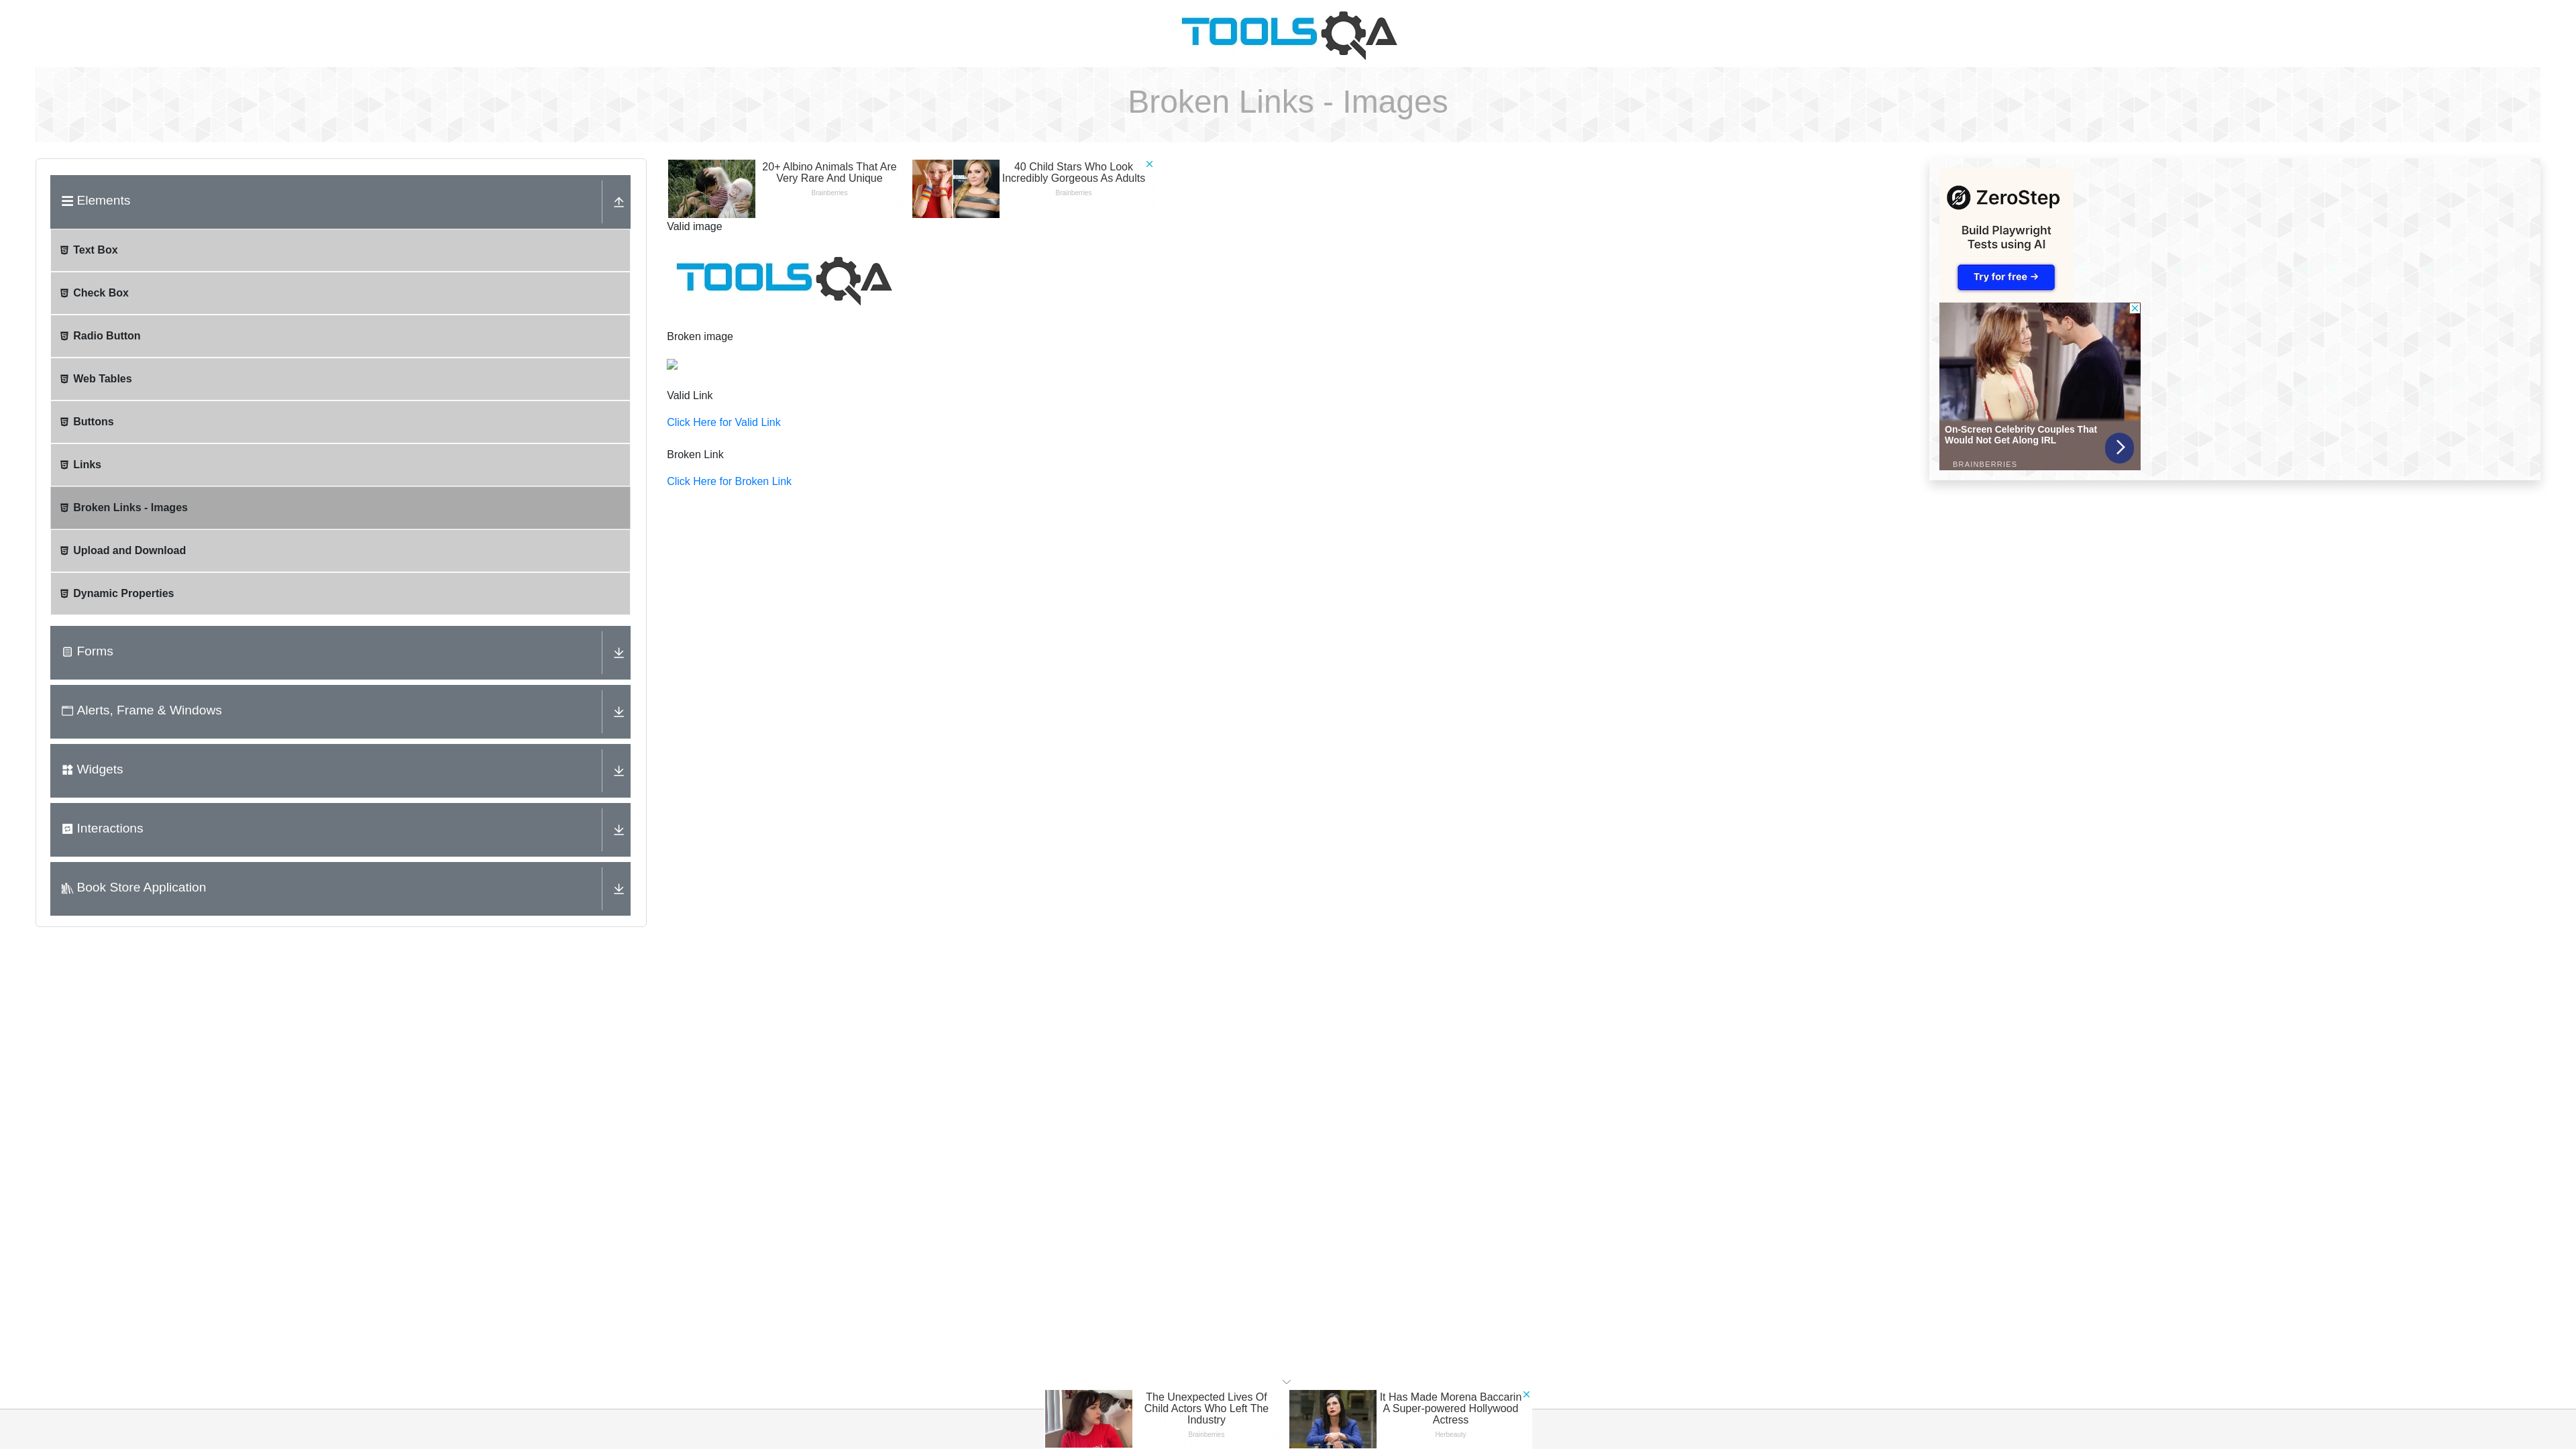 TOOLSQA
Broken Links - Images
Elements
Text Box
Check Box
Radio Button
Web Tables
Buttons
Links
Broken Links - Images
Upload and Download
Dynamic Properties
Forms
Alerts, Frame & Windows
Widgets
Interactions
Book Store Application
20+ Albino Animals That Are
Very Rare And Unique
Brainberries
40 Child Stars Who Look
Incredibly Gorgeous As Adults
Brainberries
Valid image
TOOLSQA
Broken image
Valid Link
Click Here for Valid Link
Broken Link
Click Here for Broken Link
ZeroStep
Build Playwright
Tests using AI
Try for free →
On-Screen Celebrity Couples That
Would Not Get Along IRL
BRAINBERRIES
The Unexpected Lives Of
Child Actors Who Left The
Industry
Brainberries
It Has Made Morena Baccarin
A Super-powered Hollywood
Actress
Herbeauty